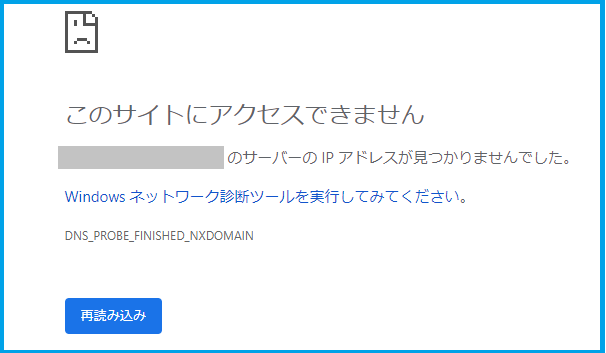 このサイトにアクセスできません
のサーバーの IP アドレスが見つかりませんでした。
Windows ネットワーク診断ツールを実行してみてください。
DNS_PROBE_FINISHED_NXDOMAIN
再読み込み